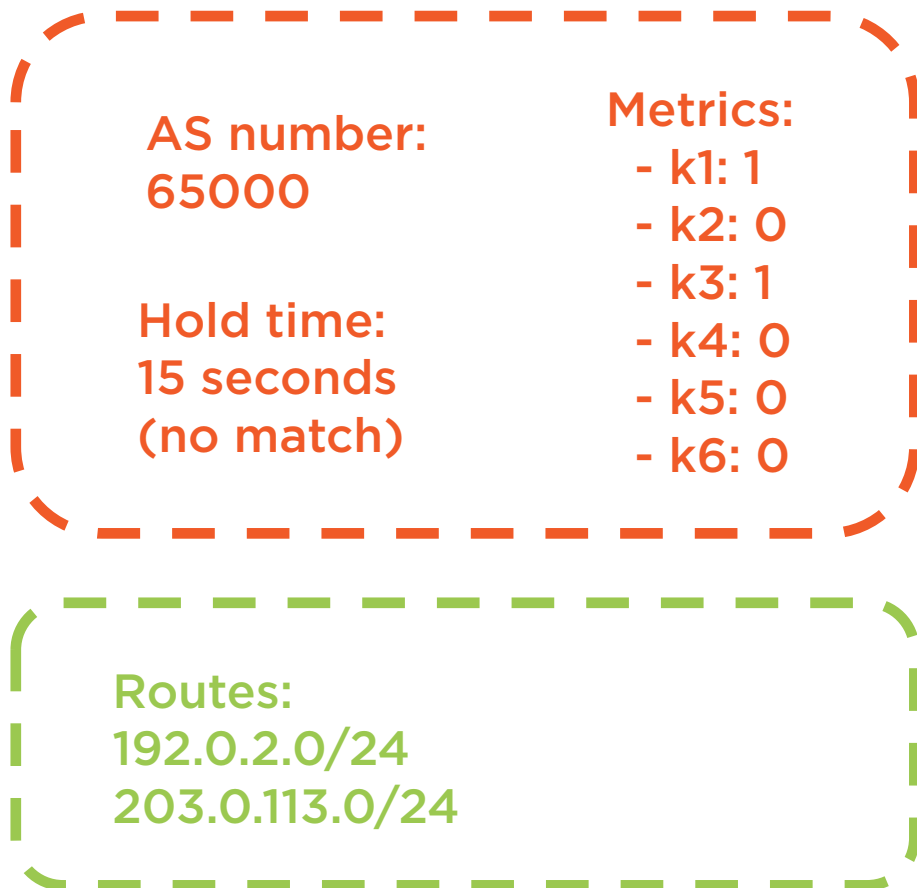 AS number:
65000
Hold time:
15 seconds
(no match)
Metrics:
- k1: 1
- k2: 0
- k3: 1
- k4: 0
- k5: 0
- k6: 0
Routes:
192.0.2.0/24
203.0.113.0/24